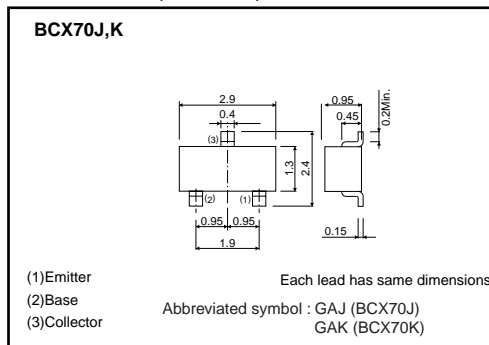 BCX70J,K
2.9
0.4
(3)
1.3
2.4
(2)
(1)
0.95
0.95
1.9
0.95
0.45
0.2Min.
0.15
(1)Emitter
(2)Base
(3)Collector
Each lead has same dimensions
Abbreviated symbol : GAJ (BCX70J)
GAK (BCX70K)